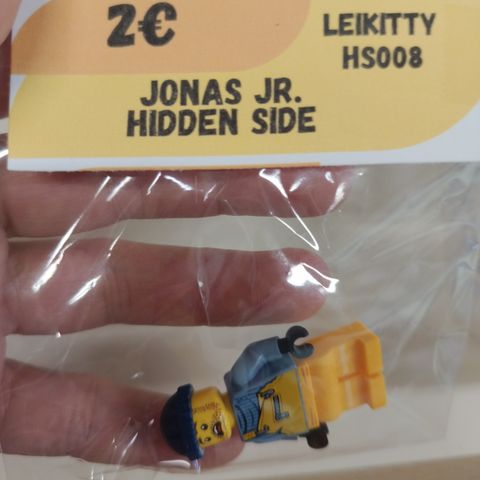 2€
LEIKITTY
HS008
JONAS JR.
HIDDEN SIDE